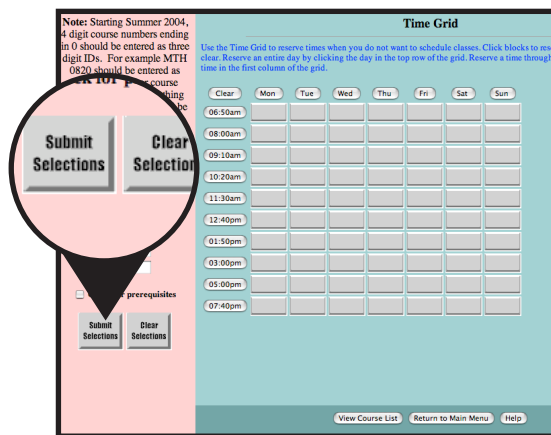 Note: Starting Summer 2004,
4 digit course numbers ending
in 0 should be entered as three
digit IDs. For example MTH
0820 should be entered as
course
thing
be
Submit
Selections
Clear
prerequisites
Submit
Selections
Clear
Selections
Time Grid
Use the Time Grid to reserve times when you do not want to schedule classes. Click blocks to
clear. Reserve an entire day by clicking the day in the top row of the grid. Reserve a time through
time in the first column of the grid.
Clear Mon Tue Wed Thu Fri Sat Sun
06:50am
08:00am
09:10am
10:20am
11:30am
12:40pm
01:50pm
03:00pm
05:00pm
07:40pm
View Course List Return to Main Menu Help